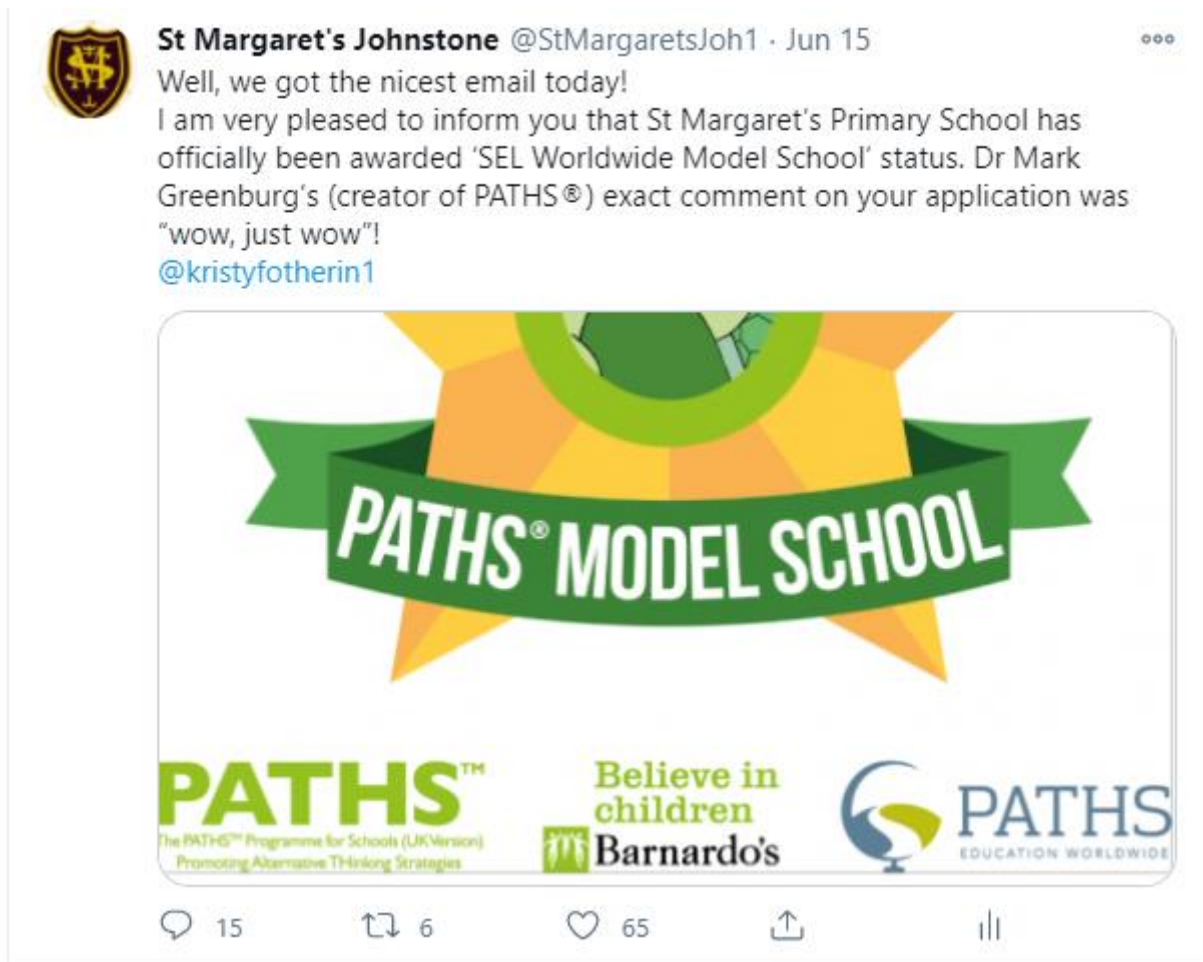 St Margaret's Johnstone @StMargaretsJoh1 · Jun 15
Well, we got the nicest email today!
I am very pleased to inform you that St Margaret's Primary School has
officially been awarded 'SEL Worldwide Model School' status. Dr Mark
Greenburg's (creator of PATHS®) exact comment on your application was
"wow, just wow"!
@kristyfotherin1
PATHS® MODEL SCHOOL
PATHS™
The PATHS™ Programme for Schools (UK Version)
Promoting Alternative THinking Strategies
Believe in
children
Barnardo's
PATHS
EDUCATION WORLDWIDE
15 6 65